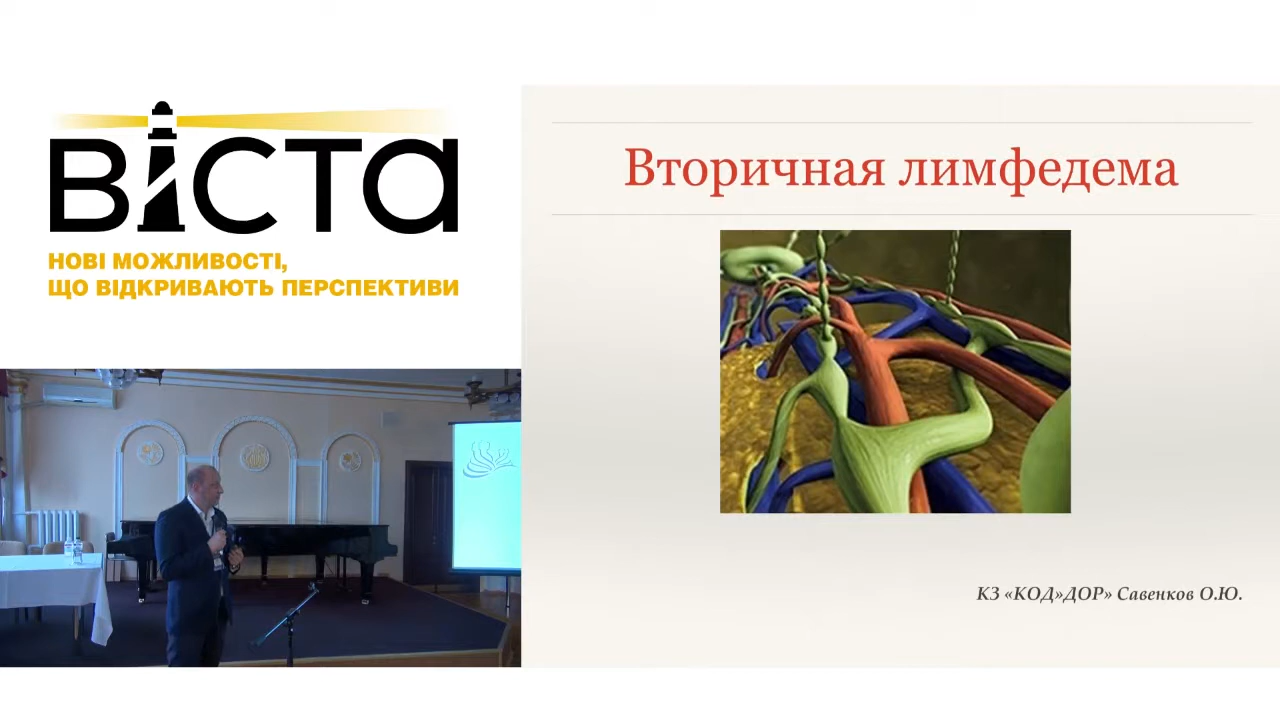 віста
НОВІ МОЖЛИВОСТІ,
ЩО ВІДКРИВАЮТЬ ПЕРСПЕКТИВИ
Вторичная лимфедема
КЗ «КОД»ДОР» Савенков О.Ю.